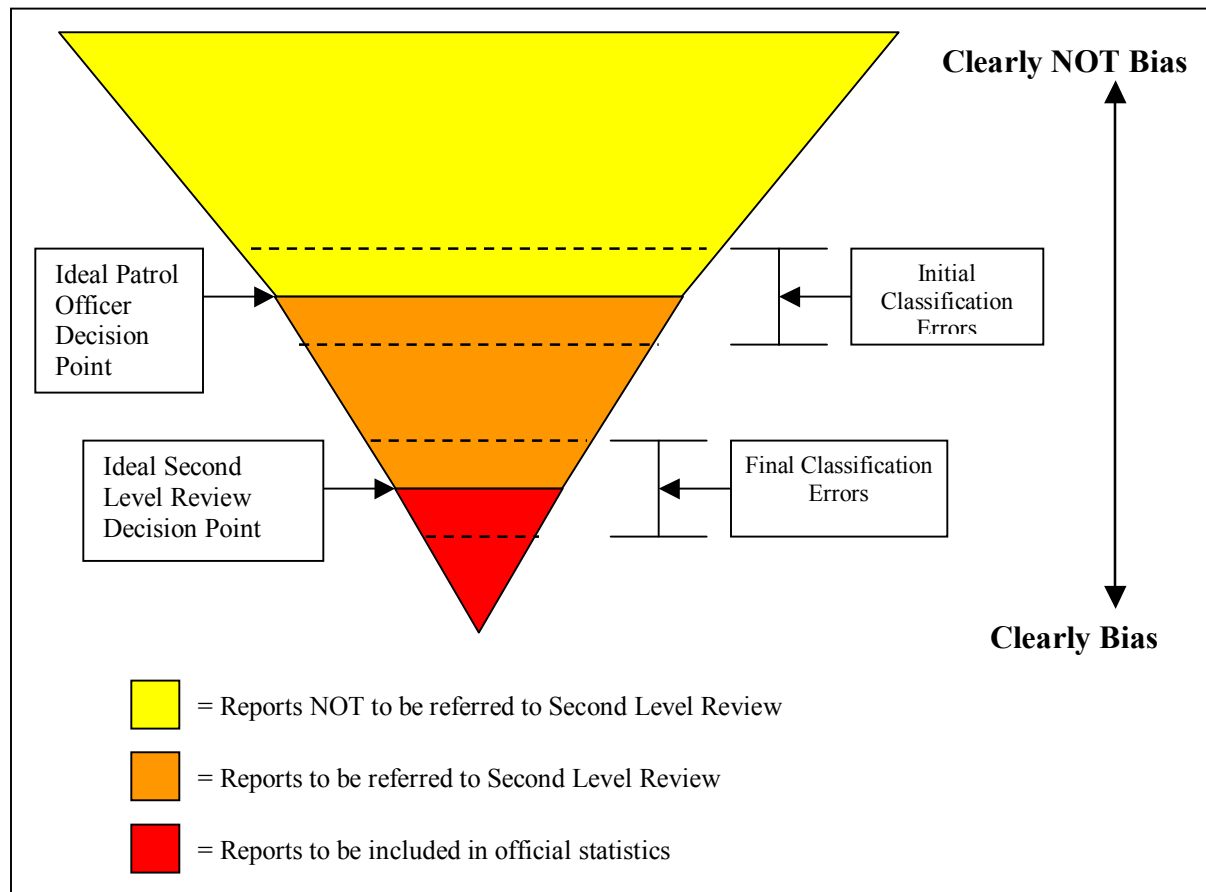 Clearly NOT Bias
Ideal Patrol
Officer
Decision
Point
Initial
Classification
Errors
Ideal Second
Level Review
Decision Point
Final Classification
Errors
Clearly Bias
= Reports NOT to be referred to Second Level Review
= Reports to be referred to Second Level Review
= Reports to be included in official statistics